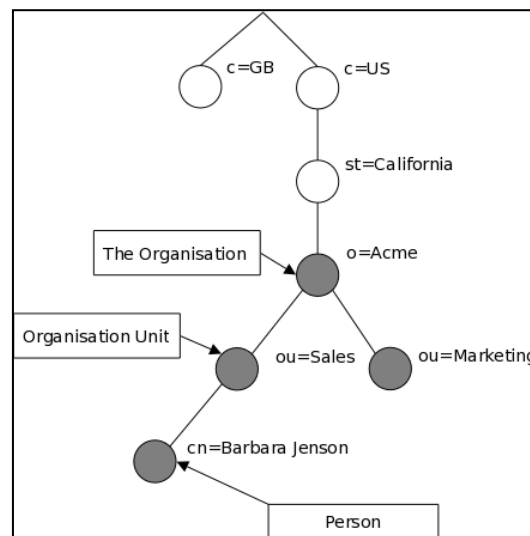 c=GB
c=US
st=California
The Organisation
o=Acme
Organisation Unit
ou=Sales
ou=Marketing
cn=Barbara Jenson
Person